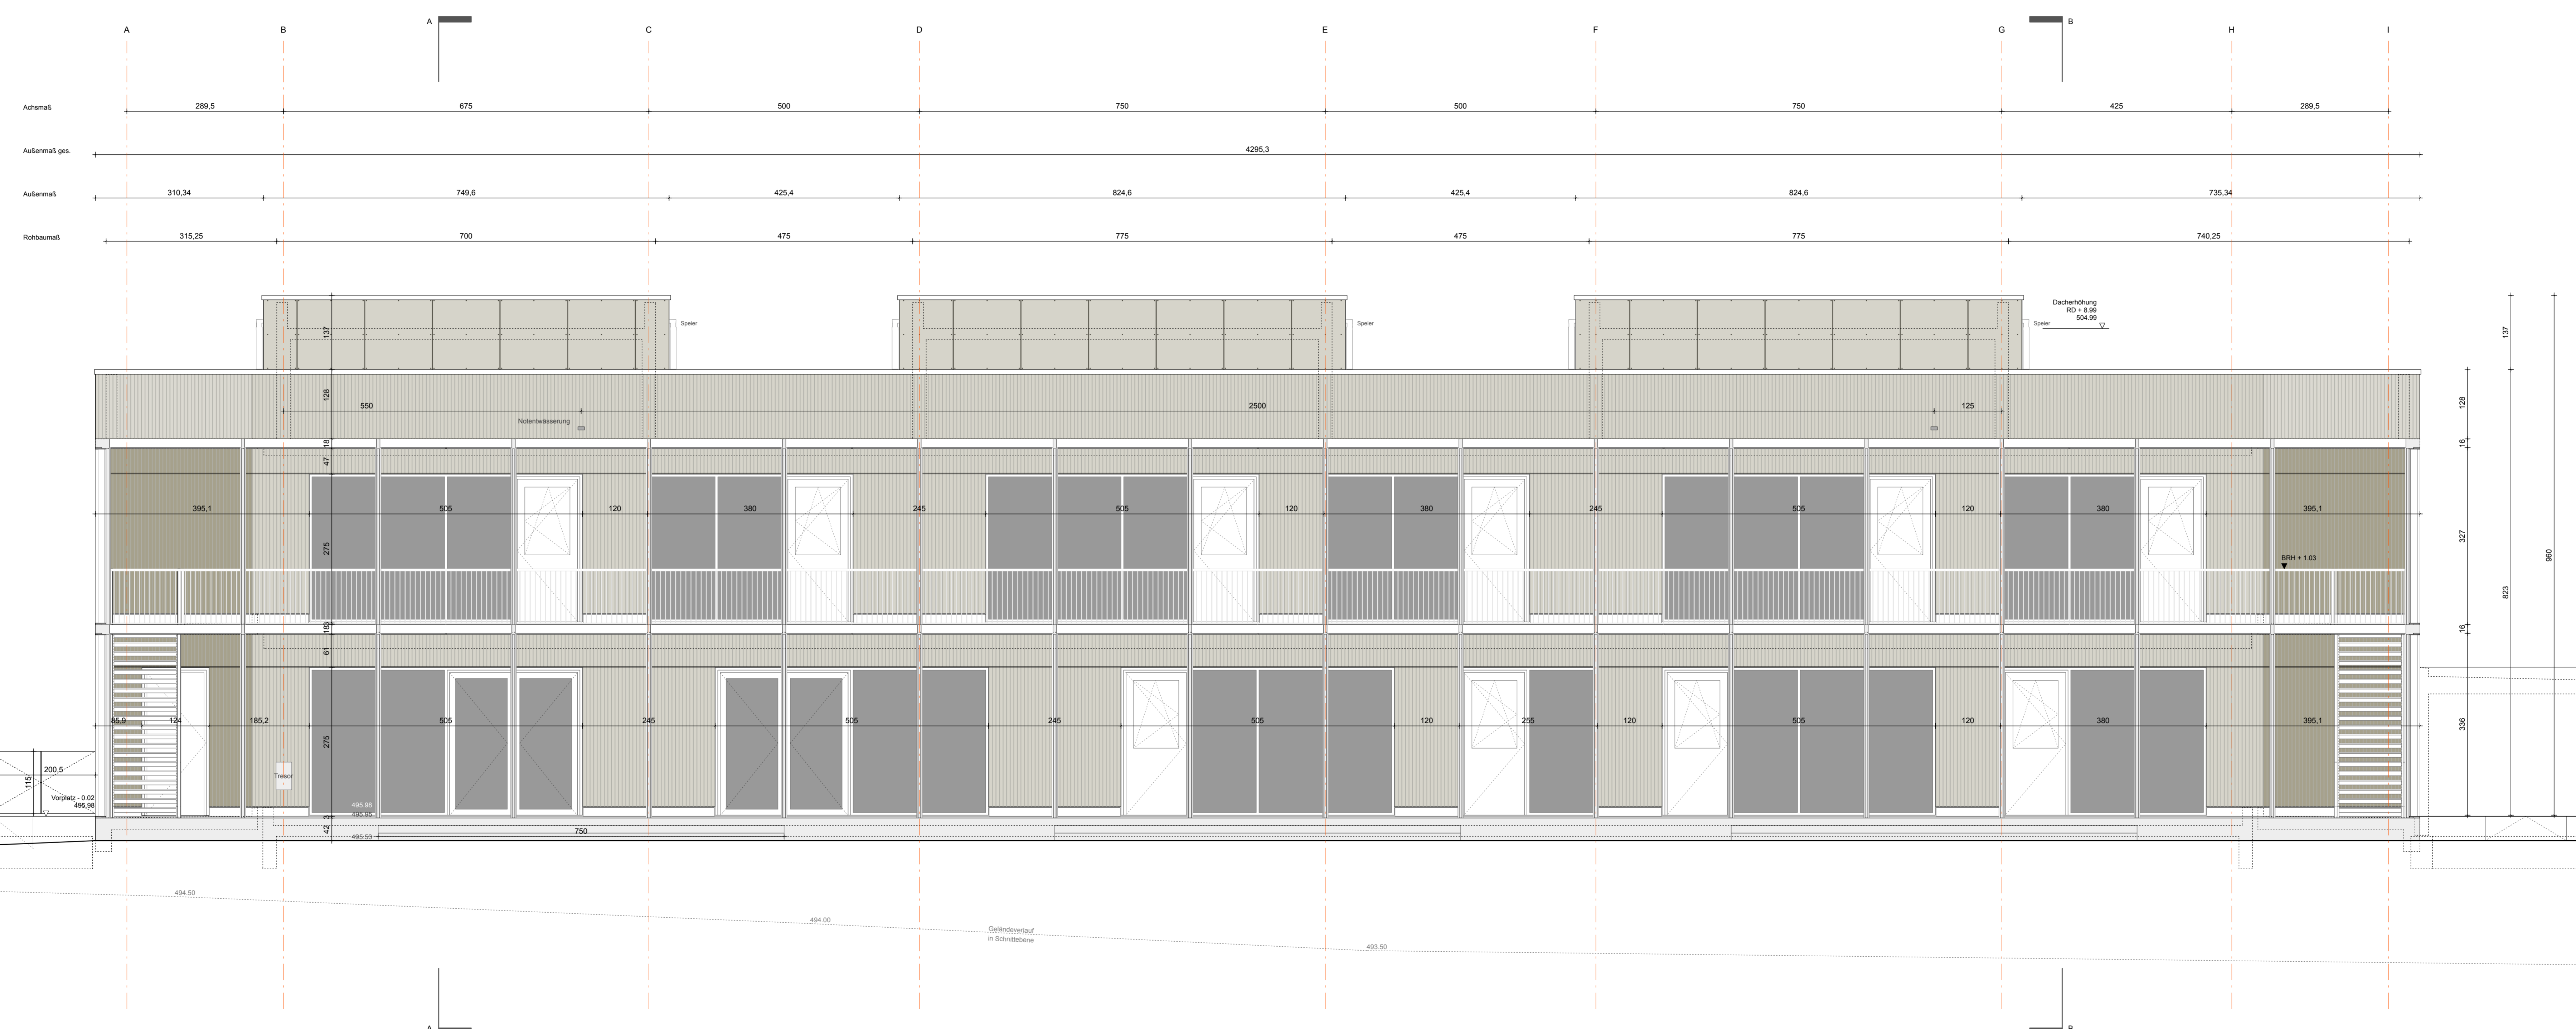 A B
A B C D E F G H I
Achsmaß 289,5 675 500 750 500 750 425 289,5
Außenmaß ges. 4295,3
Außenmaß 310,34 749,6 425,4 824,6 425,4 824,6 735,34
Rohbaumaß 315,25 700 475 775 475 775 740,25
Dacherhöhung
RD + 8.99
504.99
Speier Speier Speier
137 137
128 128
550 2500 125
Notentwässerung
18 16
47
395,1 505 120 380 245 505 120 380 245 505 120 380 395,1
275 327
BRH + 1.03
960
823
183 16
61
85,9 124 185,2 505 245 505 245 505 120 255 120 505 120 380 395,1
275 336
200,5
115
Tresor
Vorplatz - 0.02
495,98
495.98
495.95
3
42
495.53
750
494.50
494.00
Geländeverlauf
in Schnittebene
493.50
A B